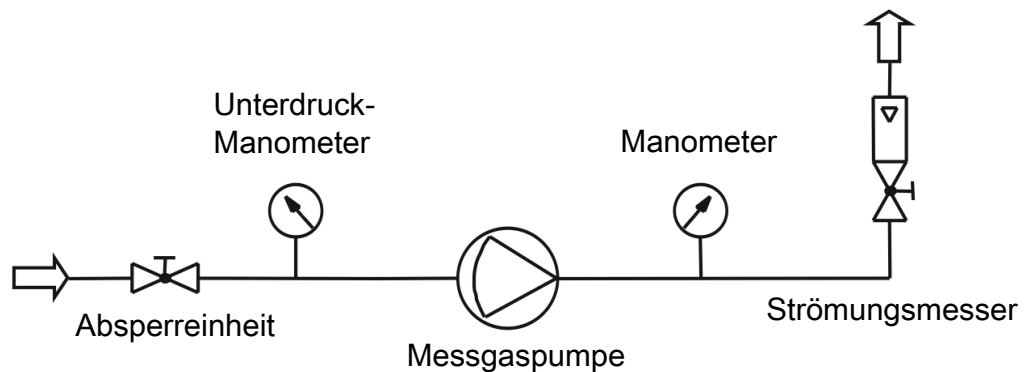 Unterdruck-
Manometer
Manometer
Absperreinheit
Messgaspumpe
Strömungsmesser